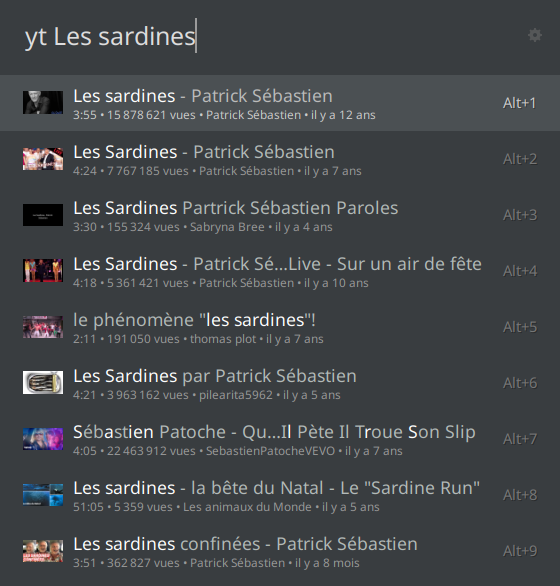 yt Les sardines
Les sardines - Patrick Sébastien
Alt+1
3:55 • 15 878 621 vues • Patrick Sébastien • il y a 12 ans
Les Sardines - Patrick Sébastien
Alt+2
4:24 • 7 767 185 vues • Patrick Sébastien • il y a 7 ans
Les Sardines Partrick Sébastien Paroles
Alt+3
3:30 • 155 324 vues • Sabryna Bree • il y a 4 ans
Les Sardines - Patrick Sé...Live - Sur un air de fête
Alt+4
4:18 • 5 361 421 vues • Patrick Sébastien • il y a 10 ans
le phénomène "les sardines"!
Alt+5
2:11 • 191 050 vues • thomas plot • il y a 7 ans
Les Sardines par Patrick Sébastien
Alt+6
4:21 • 3 963 162 vues • pilearita5962 • il y a 5 ans
Sébastien Patoche - Qu...Il Pète Il Troue Son Slip
Alt+7
4:05 • 22 463 912 vues • SebastienPatocheVEVO • il y a 7 ans
Les sardines - la bête du Natal - Le "Sardine Run"
Alt+8
51:05 • 5 359 vues • Les animaux du Monde • il y a 5 ans
Les sardines confinées - Patrick Sébastien
Alt+9
3:51 • 362 827 vues • Patrick Sébastien • il y a 8 mois